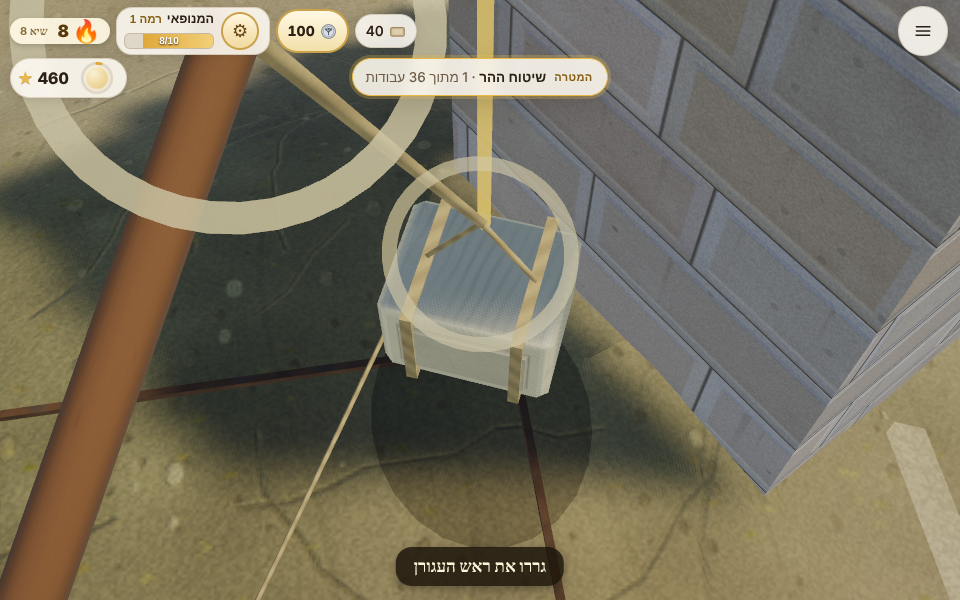 שיא 8
8
המנופאי רמה 1
8/10
100
40
460
המטרה שיטוח ההר · 1 מתוך 36 עבודות
גררו את ראש העגורן